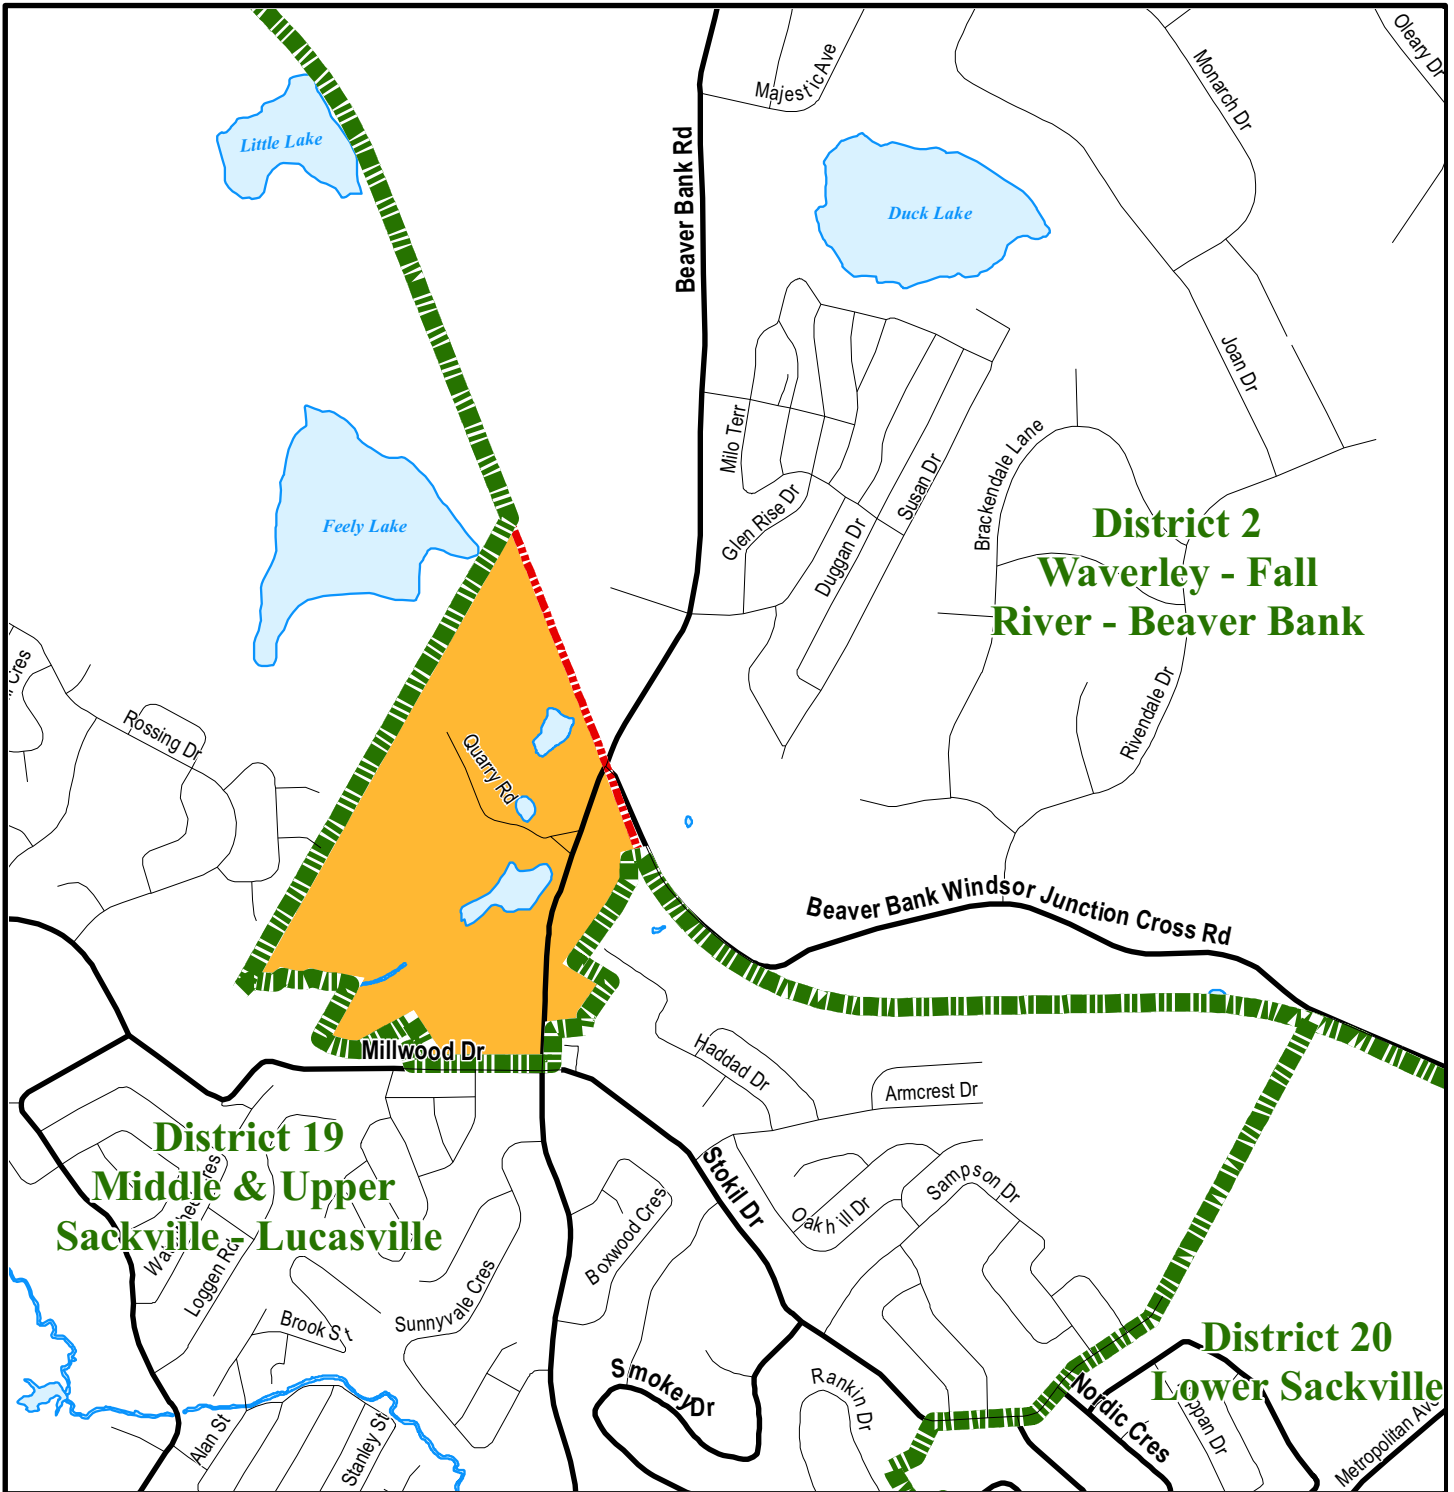 Oleary Dr
Majestic Ave
Monarch Dr
Little Lake
Beaver Bank Rd
Duck Lake
Joan Dr
Milo Terr
Brackendale Lane
Susan Dr
Glen Rise Dr
Duggan Dr
Feely Lake
District 2
Waverley - Fall
River - Beaver Bank
Cres
Rossing Dr
Quarry Rd
Rivendale Dr
Beaver Bank Windsor Junction Cross Rd
Millwood Dr
Haddad Dr
Armcrest Dr
District 19
Middle & Upper
Sackville - Lucasville
Loggen Rd
Stokil Dr
Sampson Dr
Oakhill Dr
Boxwood Cres
Sunnyvale Cres
Brook St
District 20
Lower Sackville
Smokey Dr
Rankin Dr
Nordic Cres
Alan St
Stanley St
Metropolitan Ave